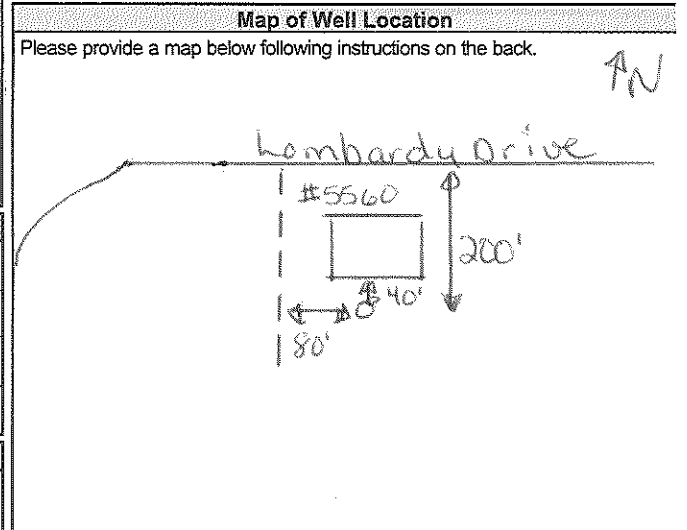 Map of Well Location
Please provide a map below following instructions on the back.
N
Lombardy Drive
#5560
200'
40'
80'